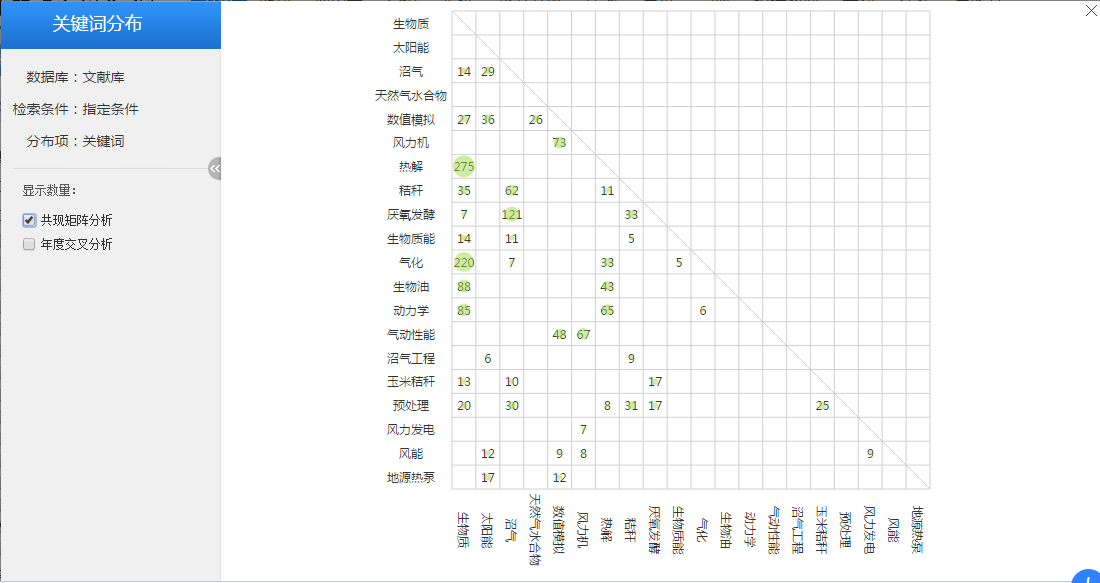 关键词分布
数据库：文献库
检索条件：指定条件
分布项：关键词
显示数量：
共现矩阵分析
年度交叉分析
生物质
太阳能
沼气 14 29
天然气水合物
数值模拟 27 36 26
风力机 73
热解 275
秸秆 35 62 11
厌氧发酵 7 121 33
生物质能 14 11 5
气化 220 7 33 5
生物油 88 43
动力学 85 65 6
气动性能 48 67
沼气工程 6 9
玉米秸秆 13 10 17
预处理 20 30 8 31 17 25
风力发电 7
风能 12 9 8 9
地源热泵 17 12
生物质
太阳能
沼气
天然气水合物
数值模拟
风力机
热解
秸秆
厌氧发酵
生物质能
气化
生物油
动力学
气动性能
沼气工程
玉米秸秆
预处理
风力发电
风能
地源热泵